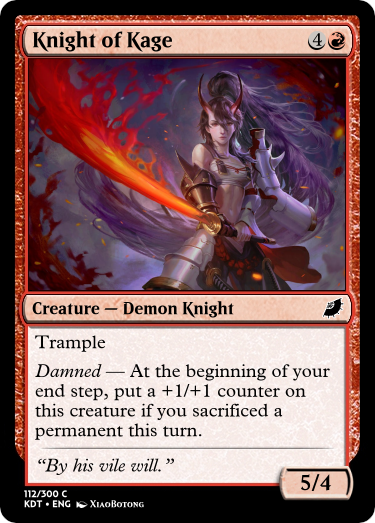 Knight of Kage 4
Creature — Demon Knight
Trample
Damned — At the beginning of your
end step, put a +1/+1 counter on
this creature if you sacrificed a
permanent this turn.
“By his vile will.”
5/4
112/300 C
KDT • ENG XiaoBotong